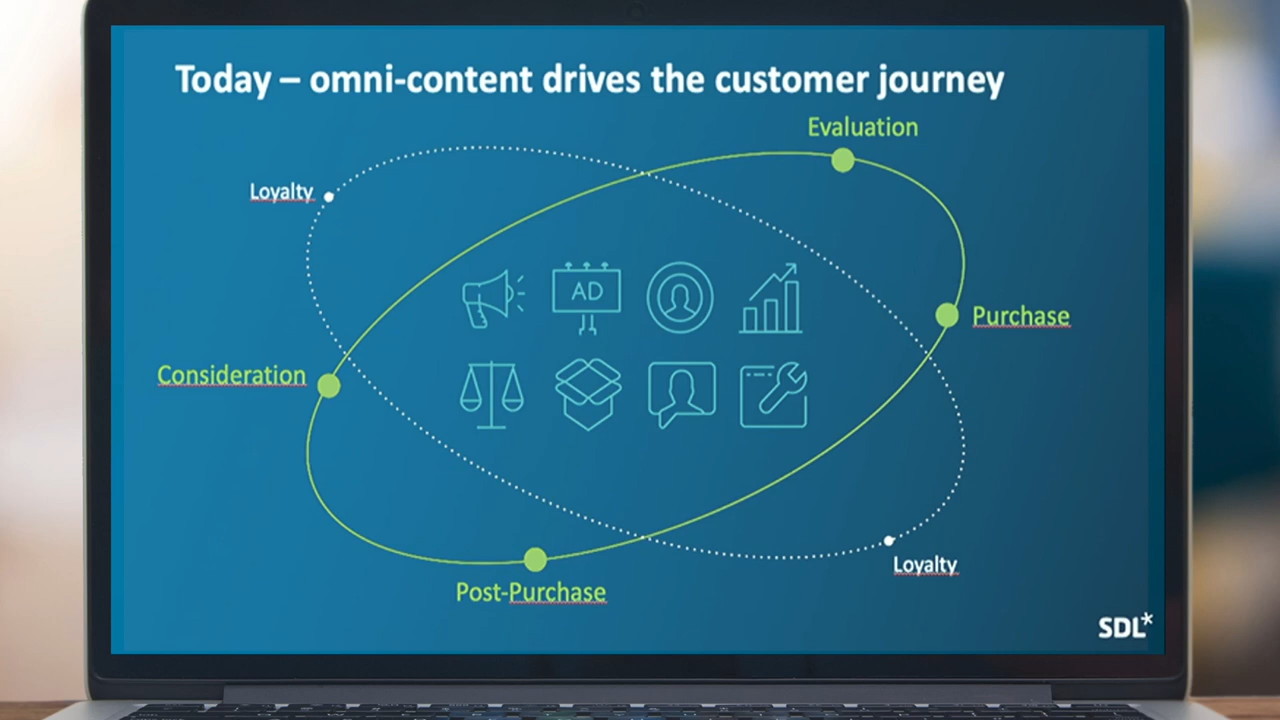 Today – omni-content drives the customer journey
Evaluation
Loyalty
AD
Purchase
Consideration
Loyalty
Post-Purchase
SDL*